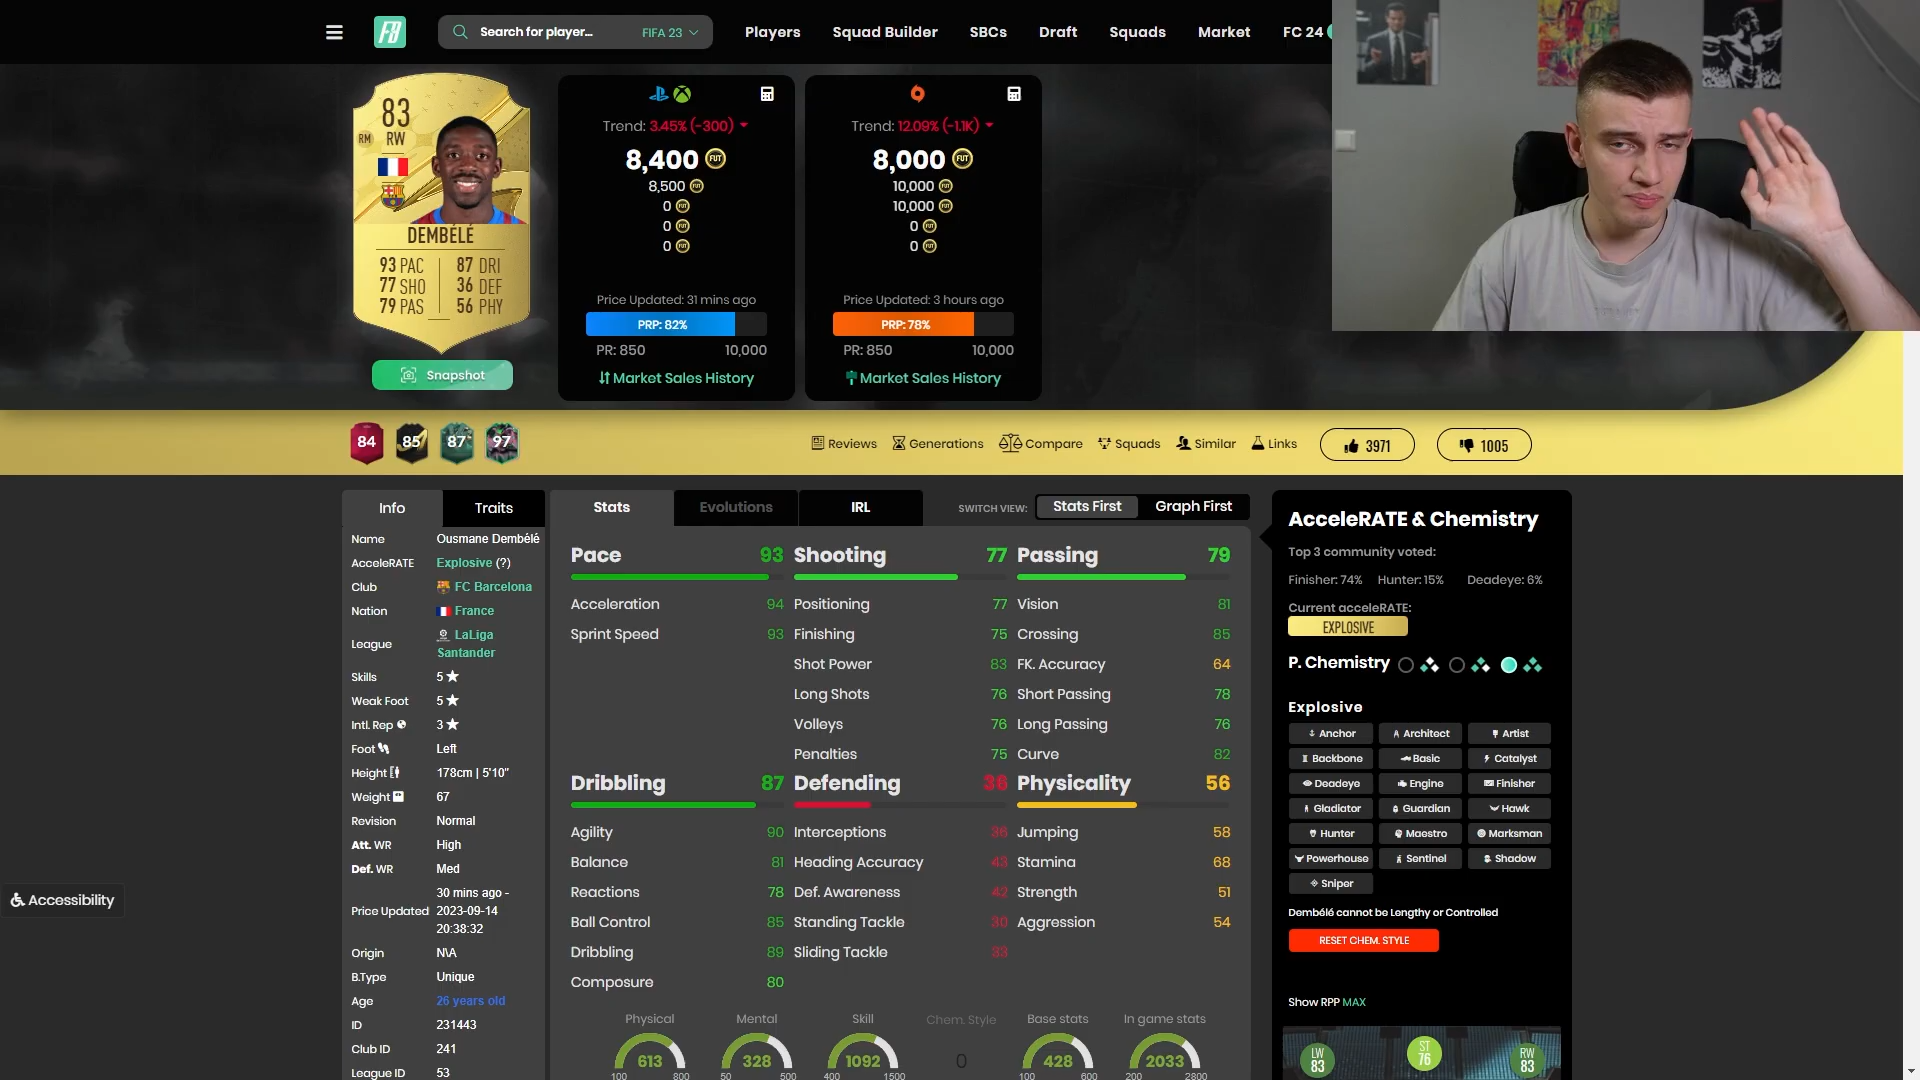 Search for player...
FIFA 23
Players
Squad Builder
SBCs
Draft
Squads
Market
FC 24
83
RW
RM
DEMBÉLÉ
93 PAC 87 DRI
77 SHO 36 DEF
79 PAS 56 PHY
Snapshot
Trend: 3.45% (-300)
8,400
8,500
0
0
0
Price Updated: 31 mins ago
PRP: 82%
PR: 850 10,000
Market Sales History
Trend: 12.09% (-1.1K)
8,000
10,000
10,000
0
0
Price Updated: 3 hours ago
PRP: 78%
PR: 850 10,000
Market Sales History
84
85
87
97
Reviews
Generations
Compare
Squads
Similar
Links
3971
1005
Info
Traits
Name Ousmane Dembélé
AcceleRATE Explosive (?)
Club FC Barcelona
Nation France
League LaLiga
Santander
Skills 5
Weak Foot 5
Intl. Rep 3
Foot Left
Height 178cm | 5'10"
Weight 67
Revision Normal
Att. WR High
Def. WR Med
Price Updated 30 mins ago -
2023-09-14
20:38:32
Origin N\A
B.Type Unique
Age 26 years old
ID 231443
Club ID 241
League ID 53
Stats
Evolutions
IRL
SWITCH VIEW:
Stats First
Graph First
Pace 93
Acceleration 94
Sprint Speed 93
Shooting 77
Positioning 77
Finishing 75
Shot Power 83
Long Shots 76
Volleys 76
Penalties 75
Passing 79
Vision 81
Crossing 85
FK. Accuracy 64
Short Passing 78
Long Passing 76
Curve 82
Dribbling 87
Agility 90
Balance 81
Reactions 78
Ball Control 85
Dribbling 89
Composure 80
Defending 36
Interceptions 36
Heading Accuracy 43
Def. Awareness 42
Standing Tackle 30
Sliding Tackle 33
Physicality 56
Jumping 58
Stamina 68
Strength 51
Aggression 54
Physical
613
100 800
Mental
328
50 500
Skill
1092
400 1500
Chem. Style
0
Base stats
428
100 600
In game stats
2033
200 2800
AcceleRATE & Chemistry
Top 3 community voted:
Finisher: 74% Hunter: 15% Deadeye: 6%
Current acceleRATE:
EXPLOSIVE
P. Chemistry
Explosive
Anchor Architect Artist
Backbone Basic Catalyst
Deadeye Engine Finisher
Gladiator Guardian Hawk
Hunter Maestro Marksman
Powerhouse Sentinel Shadow
Sniper
Dembélé cannot be Lengthy or Controlled
RESET CHEM. STYLE
Show RPP MAX
LW
83
ST
76
RW
83
Accessibility